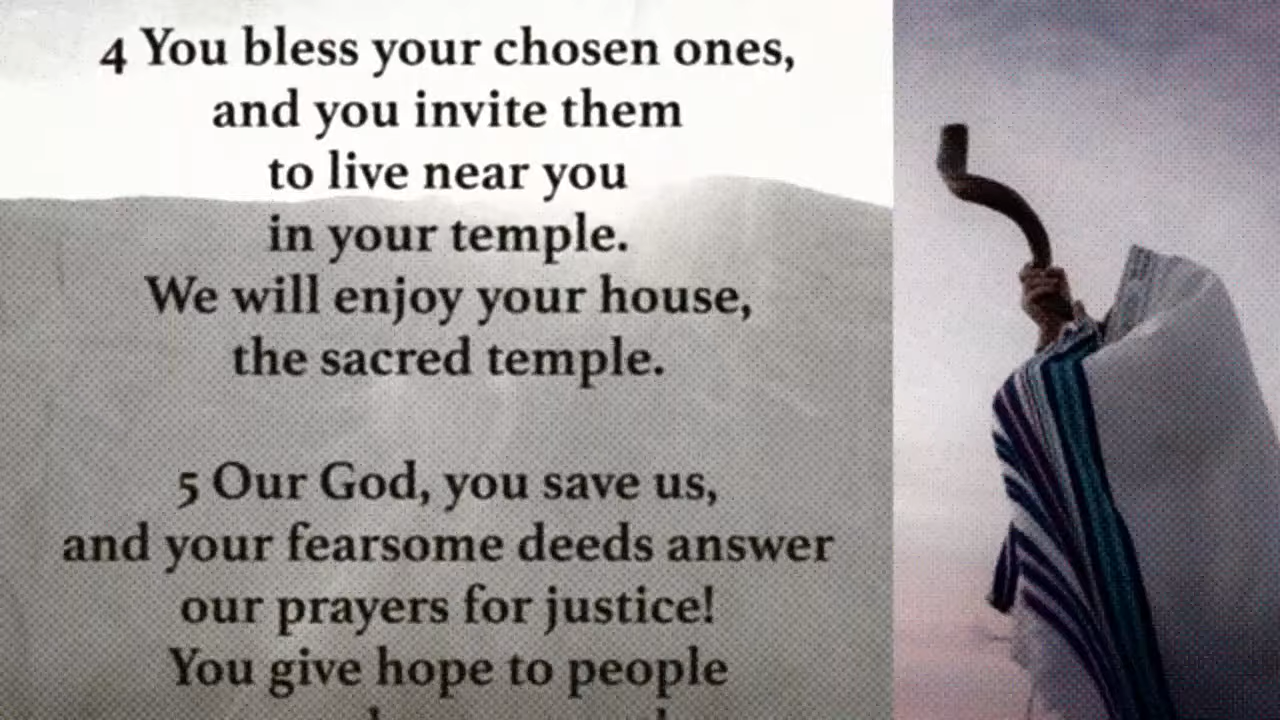 4 You bless your chosen ones,
and you invite them
to live near you
in your temple.
We will enjoy your house,
the sacred temple.
5 Our God, you save us,
and your fearsome deeds answer
our prayers for justice!
You give hope to people